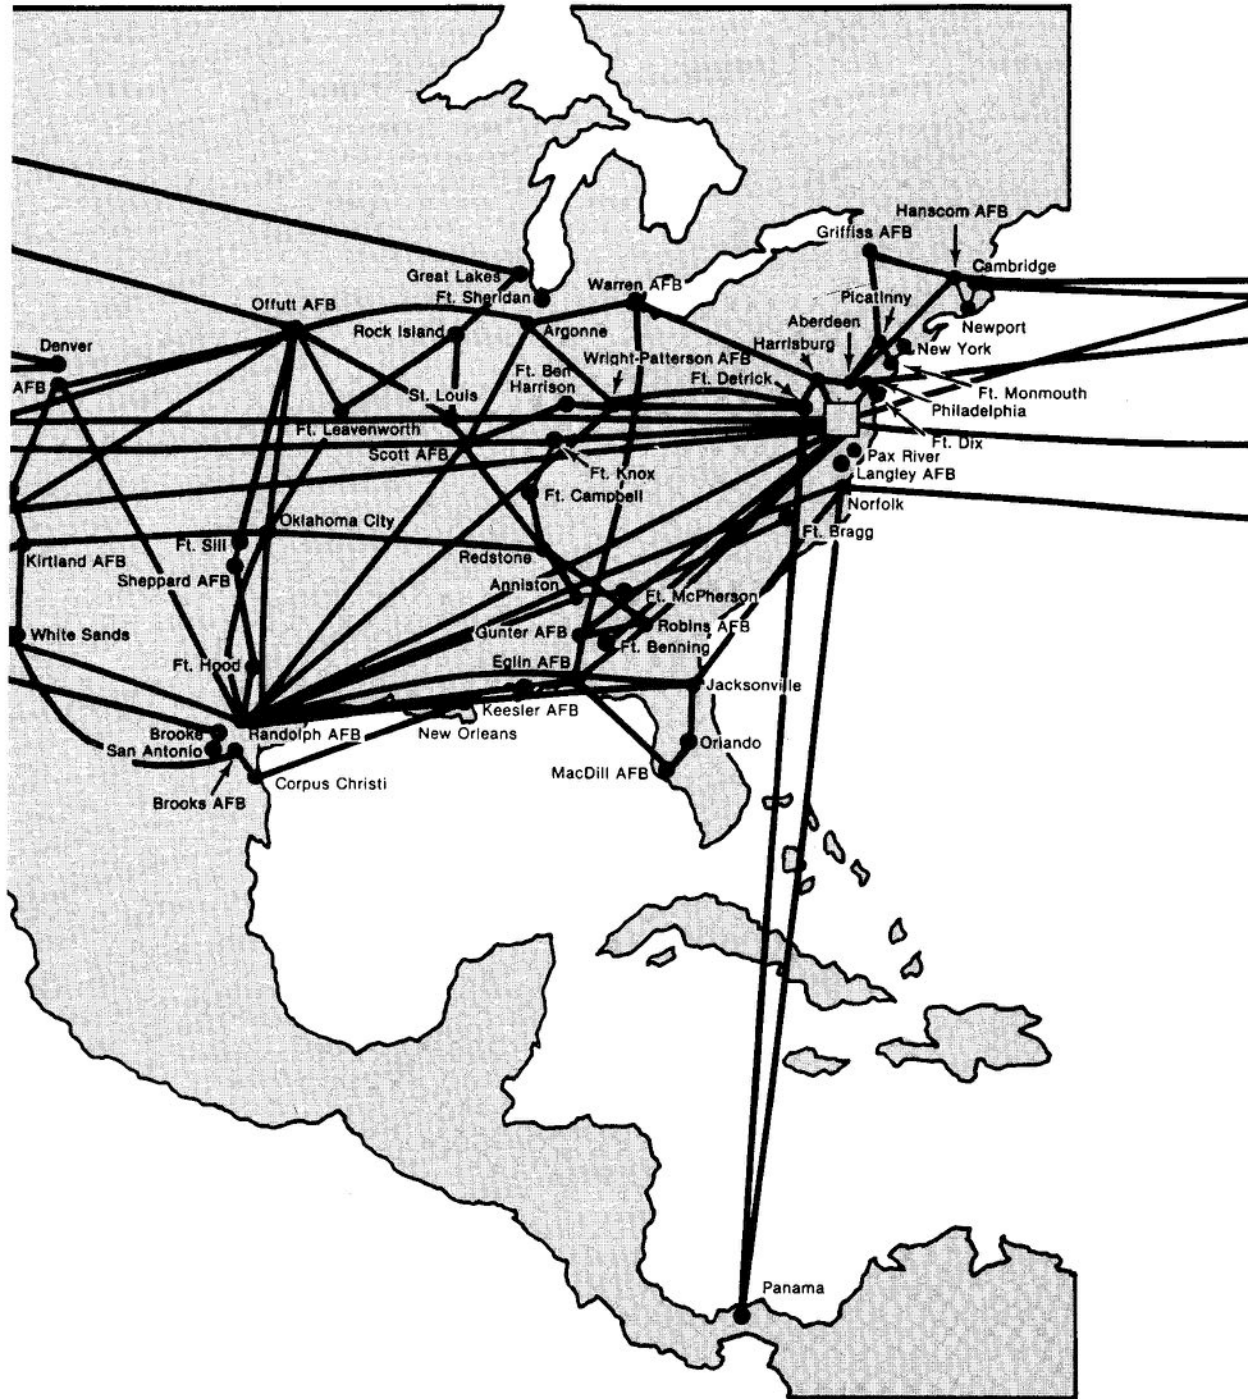 Hanscom AFB
Griffiss AFB
Cambridge
Great Lakes
Ft. Sheridan
Warren AFB
Picatinny
Offutt AFB
Newport
Rock Island
Argonne
Aberdeen
New York
Denver
Harrisburg
Wright-Patterson AFB
AFB
Ft. Ben
Harrison
Ft. Detrick
Ft. Monmouth
St. Louis
Philadelphia
Ft. Leavenworth
Ft. Dix
Scott AFB
Pax River
Ft. Knox
Langley AFB
Ft. Campbell
Norfolk
Oklahoma City
Ft. Bragg
Ft. Sill
Redstone
Kirtland AFB
Sheppard AFB
Anniston
Ft. McPherson
White Sands
Gunter AFB
Robins AFB
Ft. Benning
Ft. Hood
Eglin AFB
Jacksonville
Keesler AFB
Brooke
Randolph AFB
New Orleans
San Antonio
Orlando
MacDill AFB
Brooks AFB
Corpus Christi
Panama